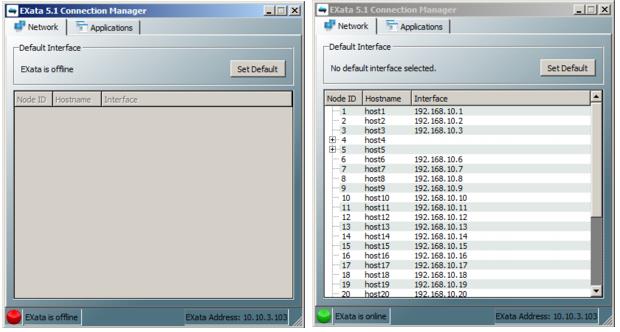 EXata 5.1 Connection Manager
Network Applications
Default Interface
EXata is offline Set Default
Node ID Hostname Interface
EXata is offline EXata Address: 10.10.3.103
EXata 5.1 Connection Manager
Network Applications
Default Interface
No default interface selected. Set Default
Node ID Hostname Interface
1 host1 192.168.10.1
2 host2 192.168.10.2
3 host3 192.168.10.3
4 host4
5 host5
6 host6 192.168.10.6
7 host7 192.168.10.7
8 host8 192.168.10.8
9 host9 192.168.10.9
10 host10 192.168.10.10
11 host11 192.168.10.11
12 host12 192.168.10.12
13 host13 192.168.10.13
14 host14 192.168.10.14
15 host15 192.168.10.15
16 host16 192.168.10.16
17 host17 192.168.10.17
18 host18 192.168.10.18
19 host19 192.168.10.19
20 host20 192.168.10.20
EXata is online EXata Address: 10.10.3.103